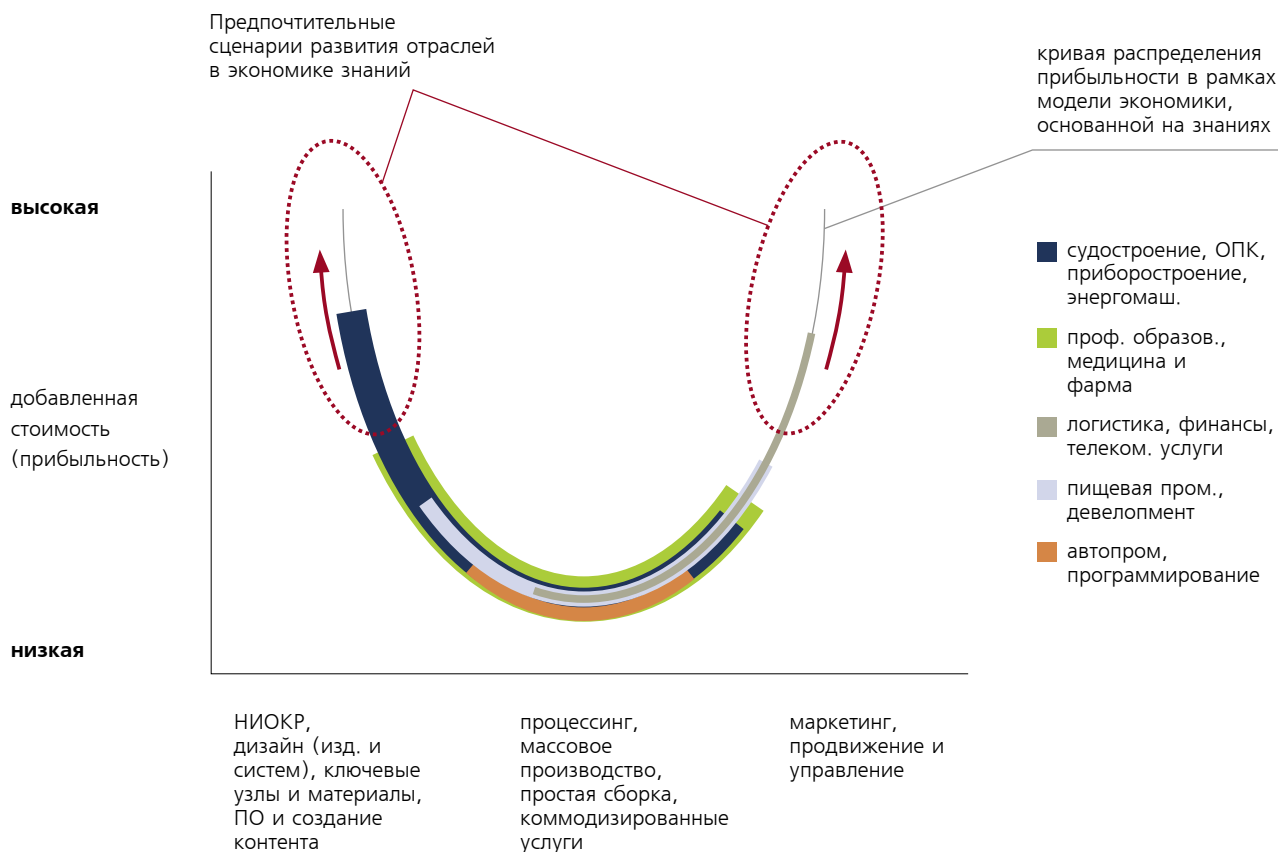 Предпочтительные
сценарии развития отраслей
в экономике знаний
кривая распределения
прибыльности в рамках
модели экономики,
основанной на знаниях
высокая
добавленная
стоимость
(прибыльность)
низкая
судостроение, ОПК,
приборостроение,
энергомаш.
проф. образов.,
медицина и
фарма
логистика, финансы,
телеком. услуги
пищевая пром.,
девелопмент
автопром,
программирование
НИОКР,
дизайн (изд. и
систем), ключевые
узлы и материалы,
ПО и создание
контента
процессинг,
массовое
производство,
простая сборка,
коммодизированные
услуги
маркетинг,
продвижение и
управление